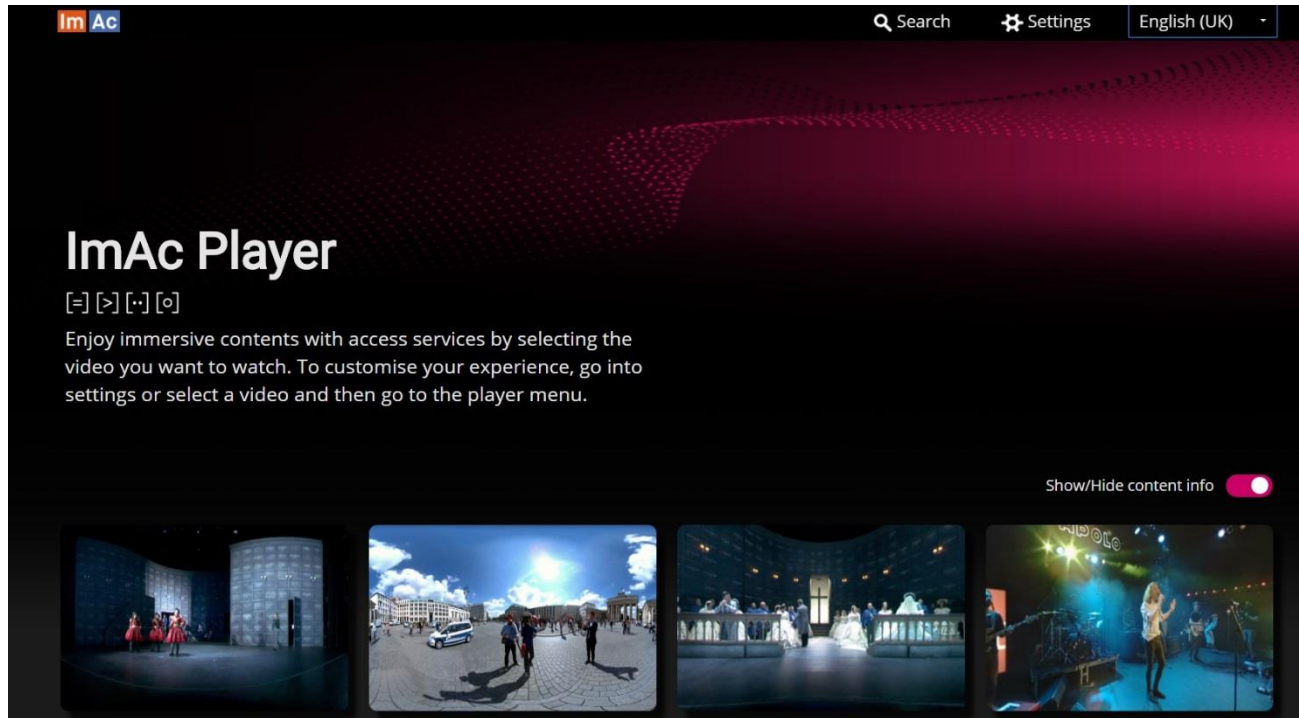 Im Ac
Search
Settings
English (UK)
ImAc Player
[=] [>] [··] [o]
Enjoy immersive contents with access services by selecting the
video you want to watch. To customise your experience, go into
settings or select a video and then go to the player menu.
Show/Hide content info
APOLO
H.